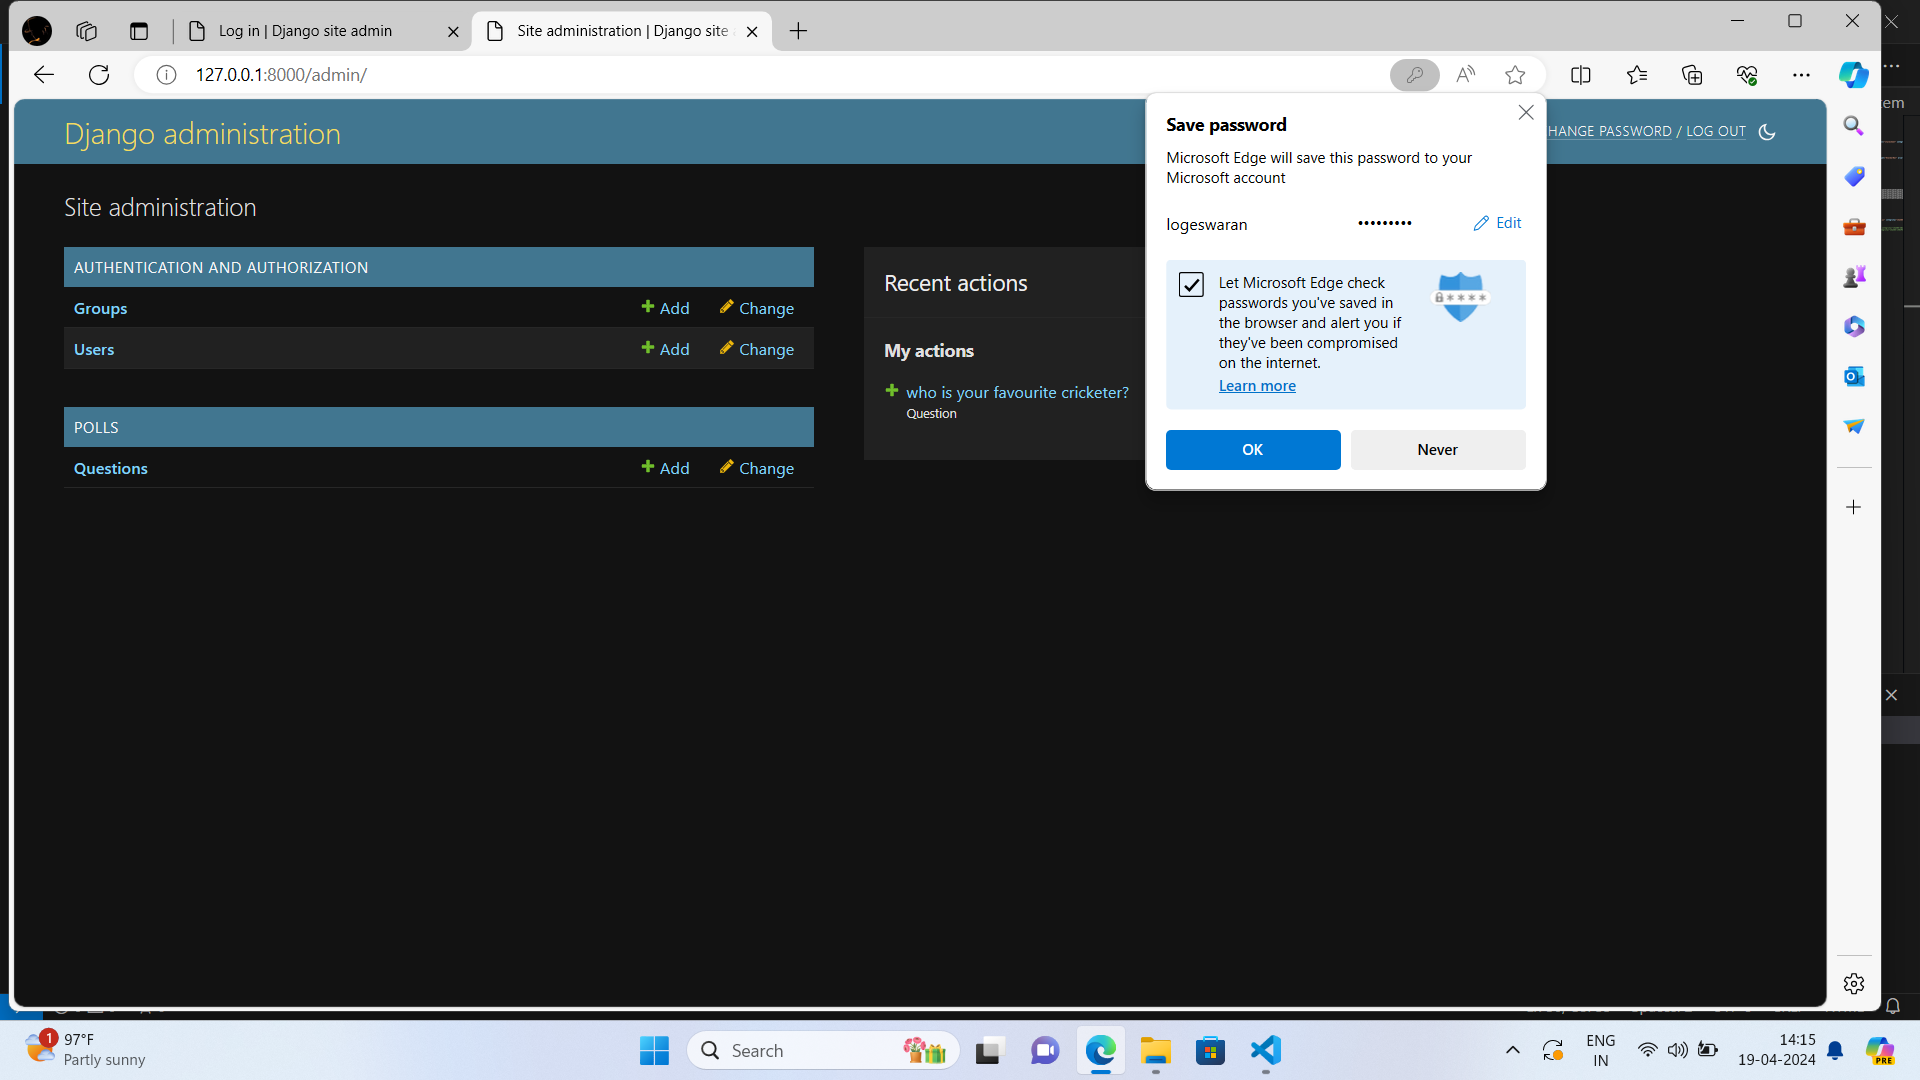 Log in | Django site admin
Site administration | Django site
127.0.0.1:8000/admin/
Django administration
HANGE PASSWORD / LOG OUT
Site administration
AUTHENTICATION AND AUTHORIZATION
Groups
Add
Change
Users
Add
Change
POLLS
Questions
Add
Change
Recent actions
My actions
who is your favourite cricketer?
Question
Save password
Microsoft Edge will save this password to your
Microsoft account
logeswaran
•••••••••
Edit
Let Microsoft Edge check
passwords you've saved in
the browser and alert you if
they've been compromised
on the internet.
Learn more
OK
Never
1
97°F
Partly sunny
Search
ENG
IN
14:15
19-04-2024
PRE